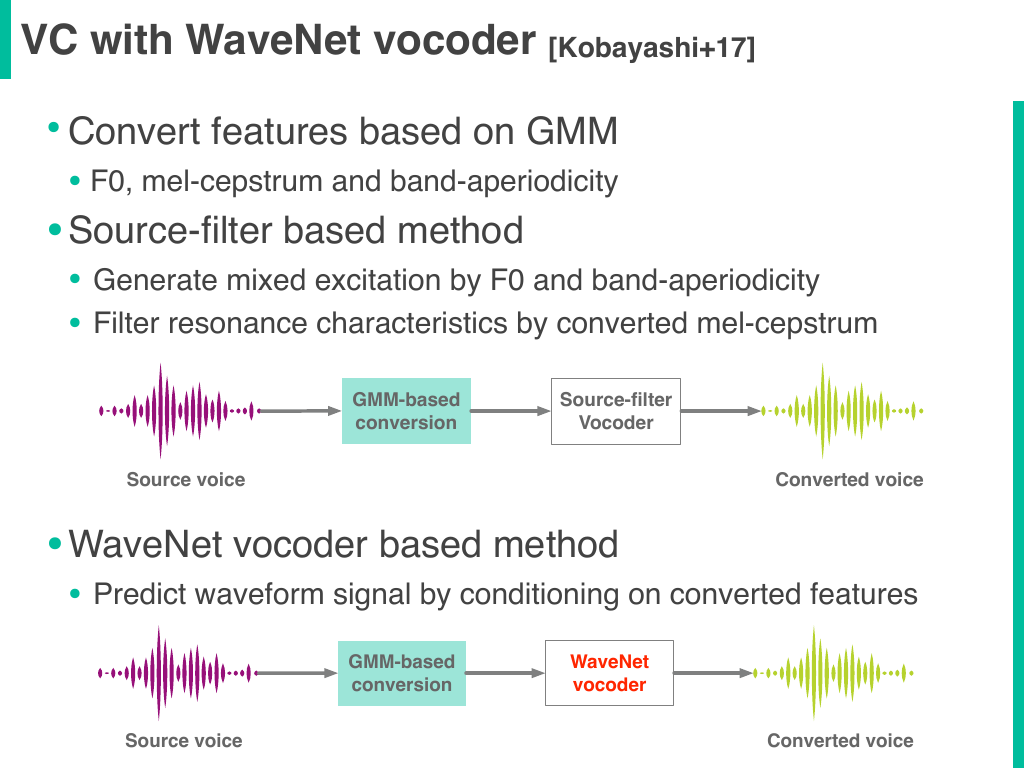 VC with WaveNet vocoder [Kobayashi+17]
• Convert features based on GMM
• F0, mel-cepstrum and band-aperiodicity
• Source-filter based method
• Generate mixed excitation by F0 and band-aperiodicity
• Filter resonance characteristics by converted mel-cepstrum
GMM-based
conversion
Source-filter
Vocoder
Source voice
Converted voice
• WaveNet vocoder based method
• Predict waveform signal by conditioning on converted features
GMM-based
conversion
WaveNet
vocoder
Source voice
Converted voice